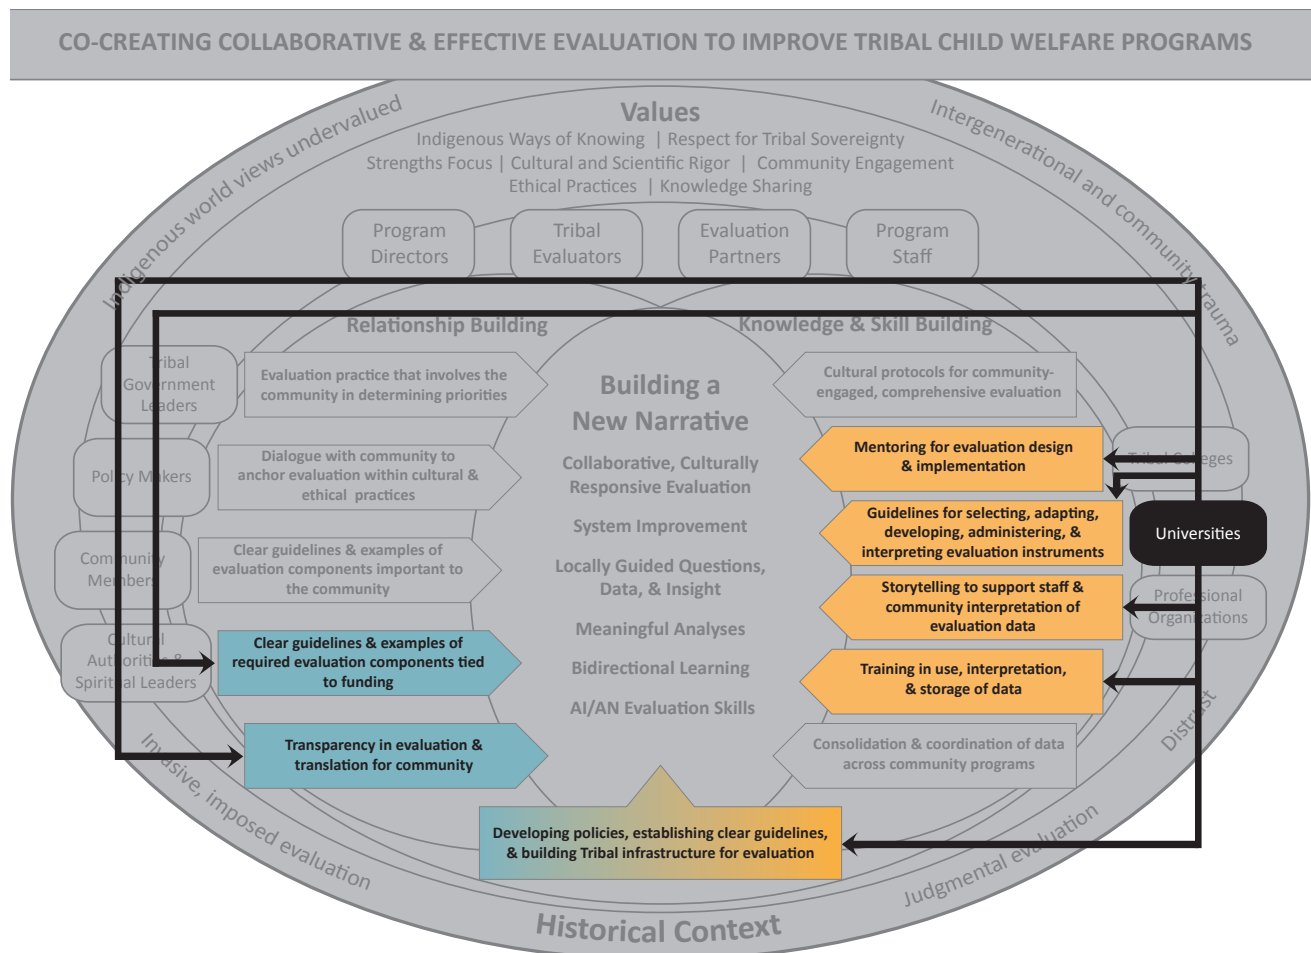 CO-CREATING COLLABORATIVE & EFFECTIVE EVALUATION TO IMPROVE TRIBAL CHILD WELFARE PROGRAMS
Indigenous world views undervalued
Intergenerational and community trauma
Values
Indigenous Ways of Knowing | Respect for Tribal Sovereignty
Strengths Focus | Cultural and Scientific Rigor | Community Engagement
Ethical Practices | Knowledge Sharing
Program
Directors
Tribal
Evaluators
Evaluation
Partners
Program
Staff
Relationship Building
Knowledge & Skill Building
Tribal
Government
Leaders
Policy Makers
Community
Members
Cultural
Authorities &
Spiritual Leaders
Evaluation practice that involves the
community in determining priorities
Dialogue with community to
anchor evaluation within cultural &
ethical practices
Clear guidelines & examples of
evaluation components important to
the community
Clear guidelines & examples of
required evaluation components tied
to funding
Transparency in evaluation &
translation for community
Building a
New Narrative
Collaborative, Culturally
Responsive Evaluation
System Improvement
Locally Guided Questions,
Data, & Insight
Meaningful Analyses
Bidirectional Learning
AI/AN Evaluation Skills
Cultural protocols for community-
engaged, comprehensive evaluation
Mentoring for evaluation design
& implementation
Guidelines for selecting, adapting,
developing, administering, &
interpreting evaluation instruments
Storytelling to support staff &
community interpretation of
evaluation data
Training in use, interpretation,
& storage of data
Consolidation & coordination of data
across community programs
Tribal Colleges
Universities
Professional
Organizations
Developing policies, establishing clear guidelines,
& building Tribal infrastructure for evaluation
Invasive, imposed evaluation
Distrust
Judgmental evaluation
Historical Context